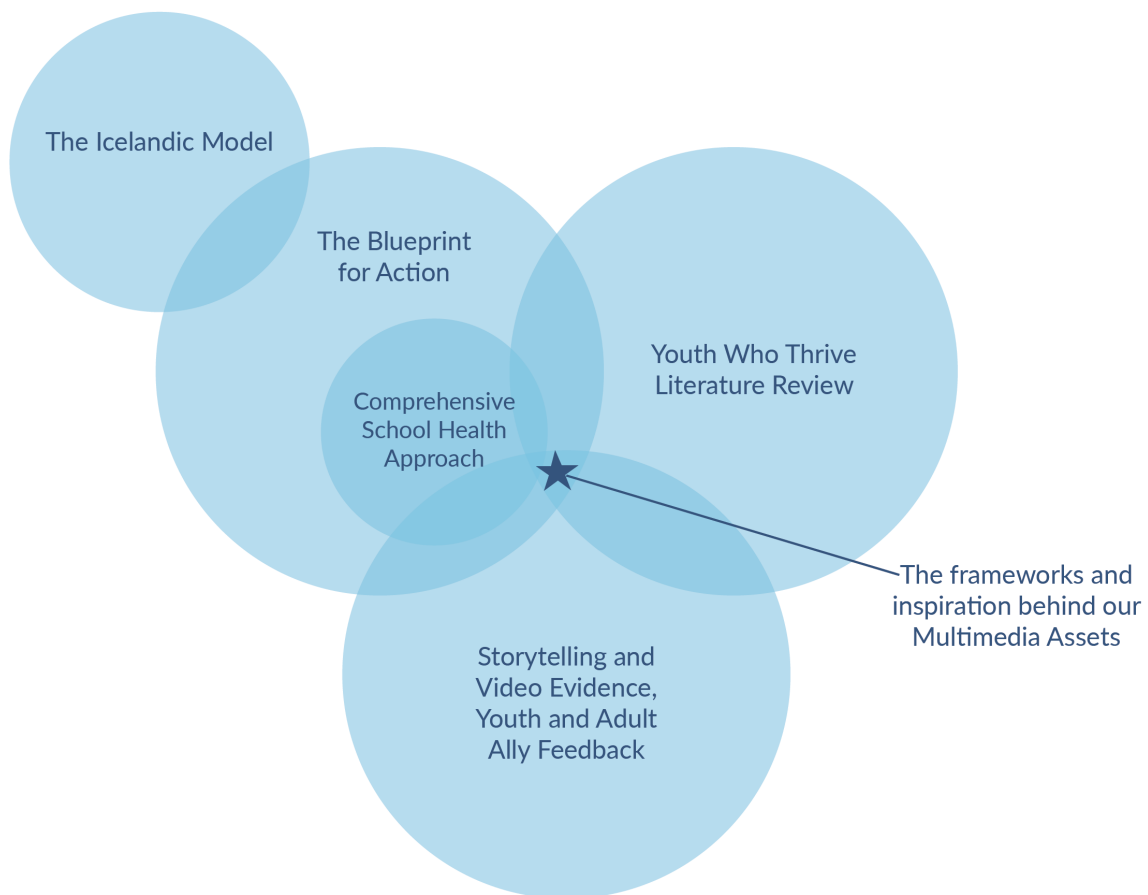 The Icelandic Model
The Blueprint
for Action
Youth Who Thrive
Literature Review
Comprehensive
School Health
Approach
The frameworks and
inspiration behind our
Multimedia Assets
Storytelling and
Video Evidence,
Youth and Adult
Ally Feedback